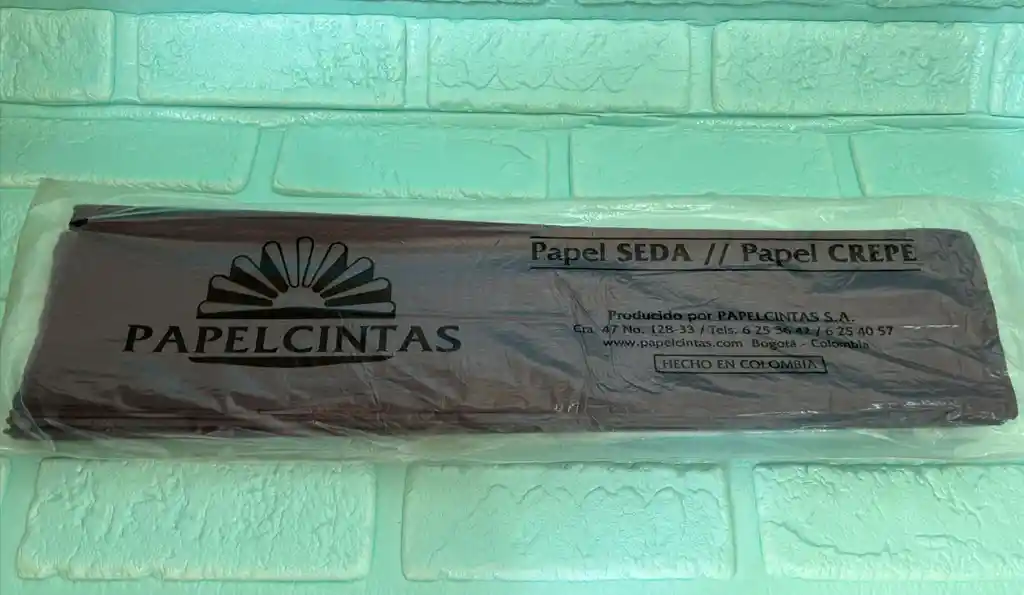 PAPELCINTAS
Papel SEDA // Papel CREPE
Producido por PAPELCINTAS S.A.
Cra. 47 No. 128-33 / Tels. 6 25 36 42 / 6 25 40 57
www.papelcintas.com Bogotá - Colombia
HECHO EN COLOMBIA